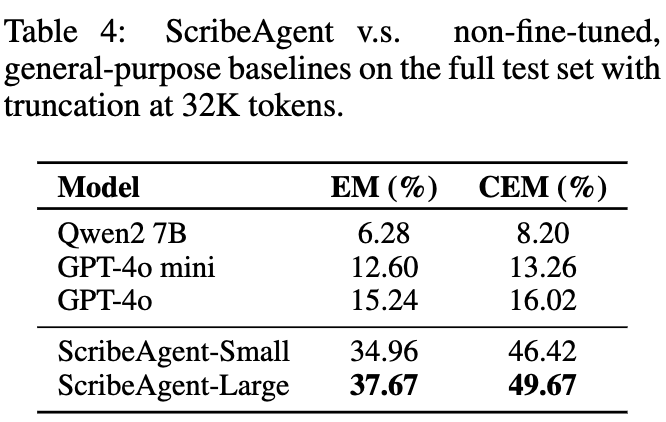 Table 4: ScribeAgent v.s. non-fine-tuned,
general-purpose baselines on the full test set with
truncation at 32K tokens.
Model EM (%) CEM (%)
Qwen2 7B 6.28 8.20
GPT-4o mini 12.60 13.26
GPT-4o 15.24 16.02
ScribeAgent-Small 34.96 46.42
ScribeAgent-Large 37.67 49.67